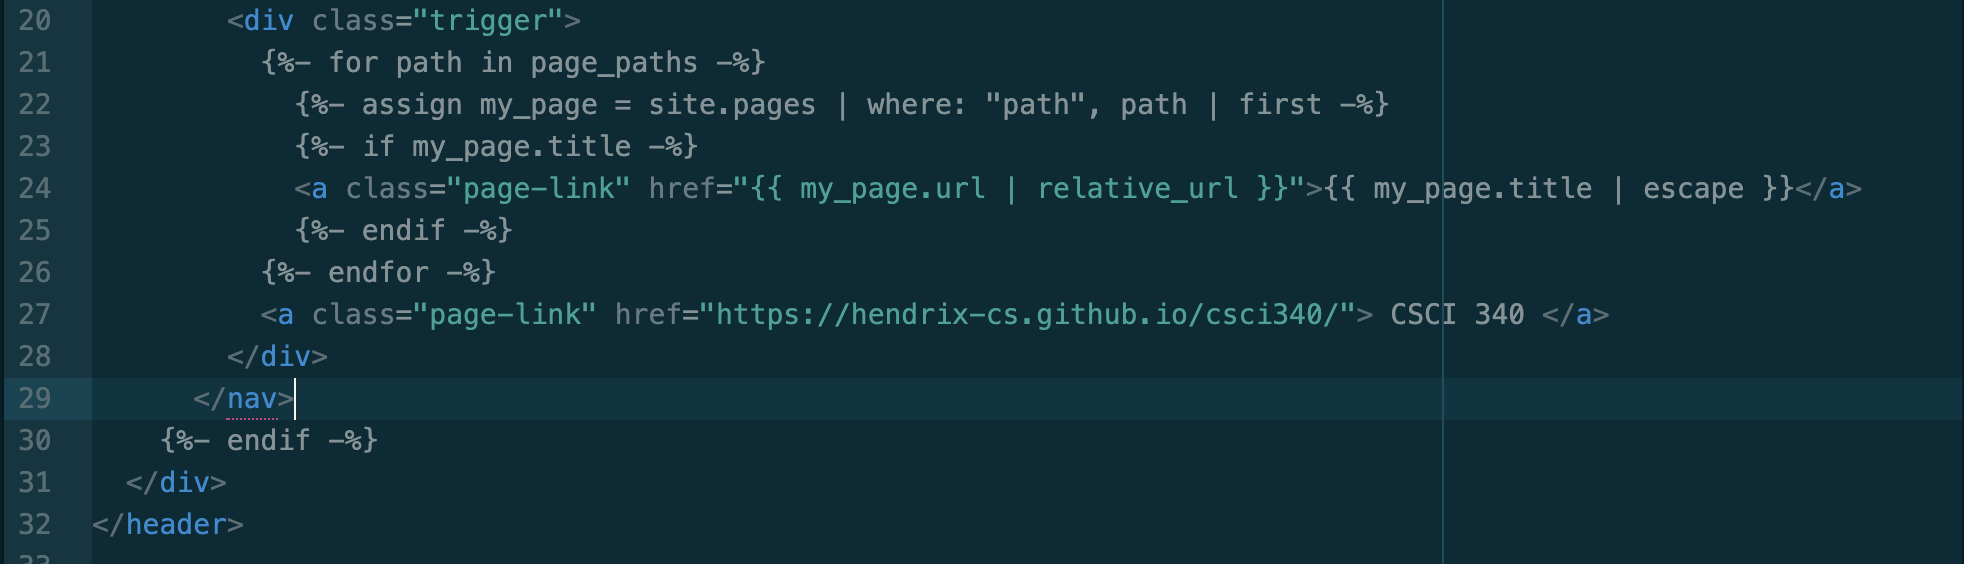 20 <div class="trigger">
21 {%- for path in page_paths -%}
22 {%- assign my_page = site.pages | where: "path", path | first -%}
23 {%- if my_page.title -%}
24 <a class="page-link" href="{{ my_page.url | relative_url }}">{{ my_page.title | escape }}</a>
25 {%- endif -%}
26 {%- endfor -%}
27 <a class="page-link" href="https://hendrix-cs.github.io/csci340/"> CSCI 340 </a>
28 </div>
29 </nav>
30 {%- endif -%}
31 </div>
32 </header>
33